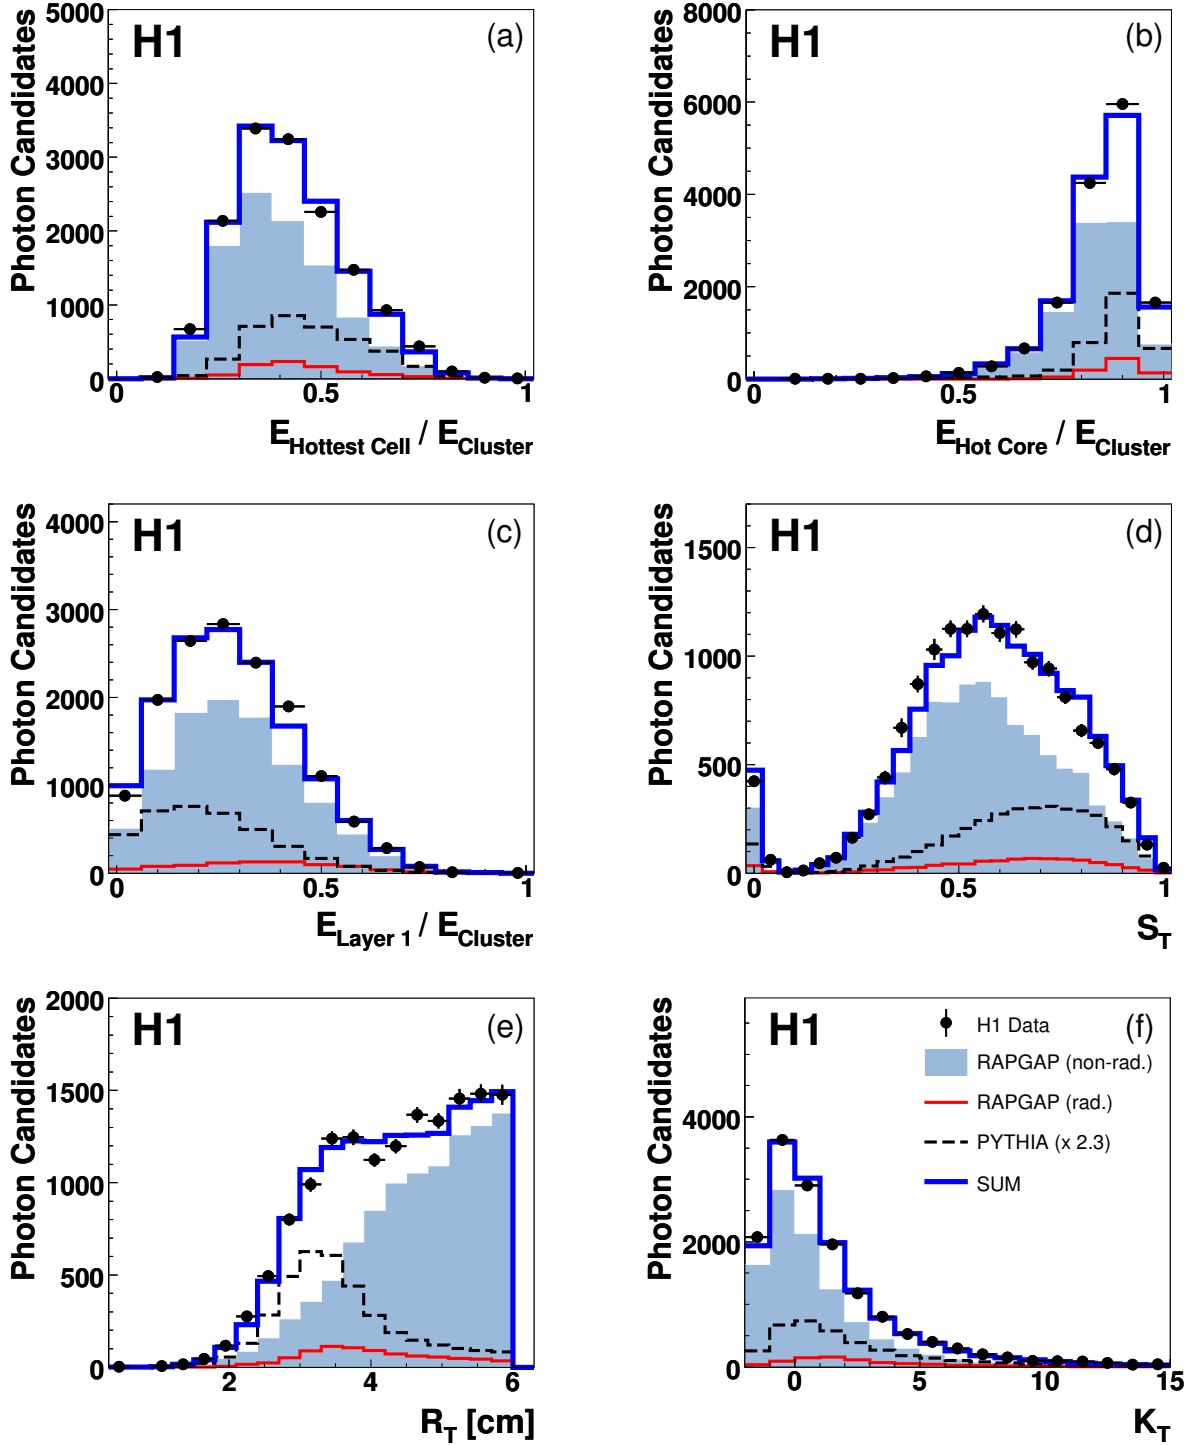 H1 (a)
Photon Candidates
5000
4000
3000
2000
1000
0
0 0.5 1
E_Hottest Cell / E_Cluster
H1 (b)
Photon Candidates
8000
6000
4000
2000
0
0 0.5 1
E_Hot Core / E_Cluster
H1 (c)
Photon Candidates
4000
3000
2000
1000
0
0 0.5 1
E_Layer 1 / E_Cluster
H1 (d)
Photon Candidates
1500
1000
500
0
0 0.5 1
S_T
H1 (e)
Photon Candidates
2000
1500
1000
500
0
2 4 6
R_T [cm]
H1 (f)
Photon Candidates
4000
2000
0
0 5 10 15
K_T
H1 Data
RAPGAP (non-rad.)
RAPGAP (rad.)
PYTHIA (x 2.3)
SUM